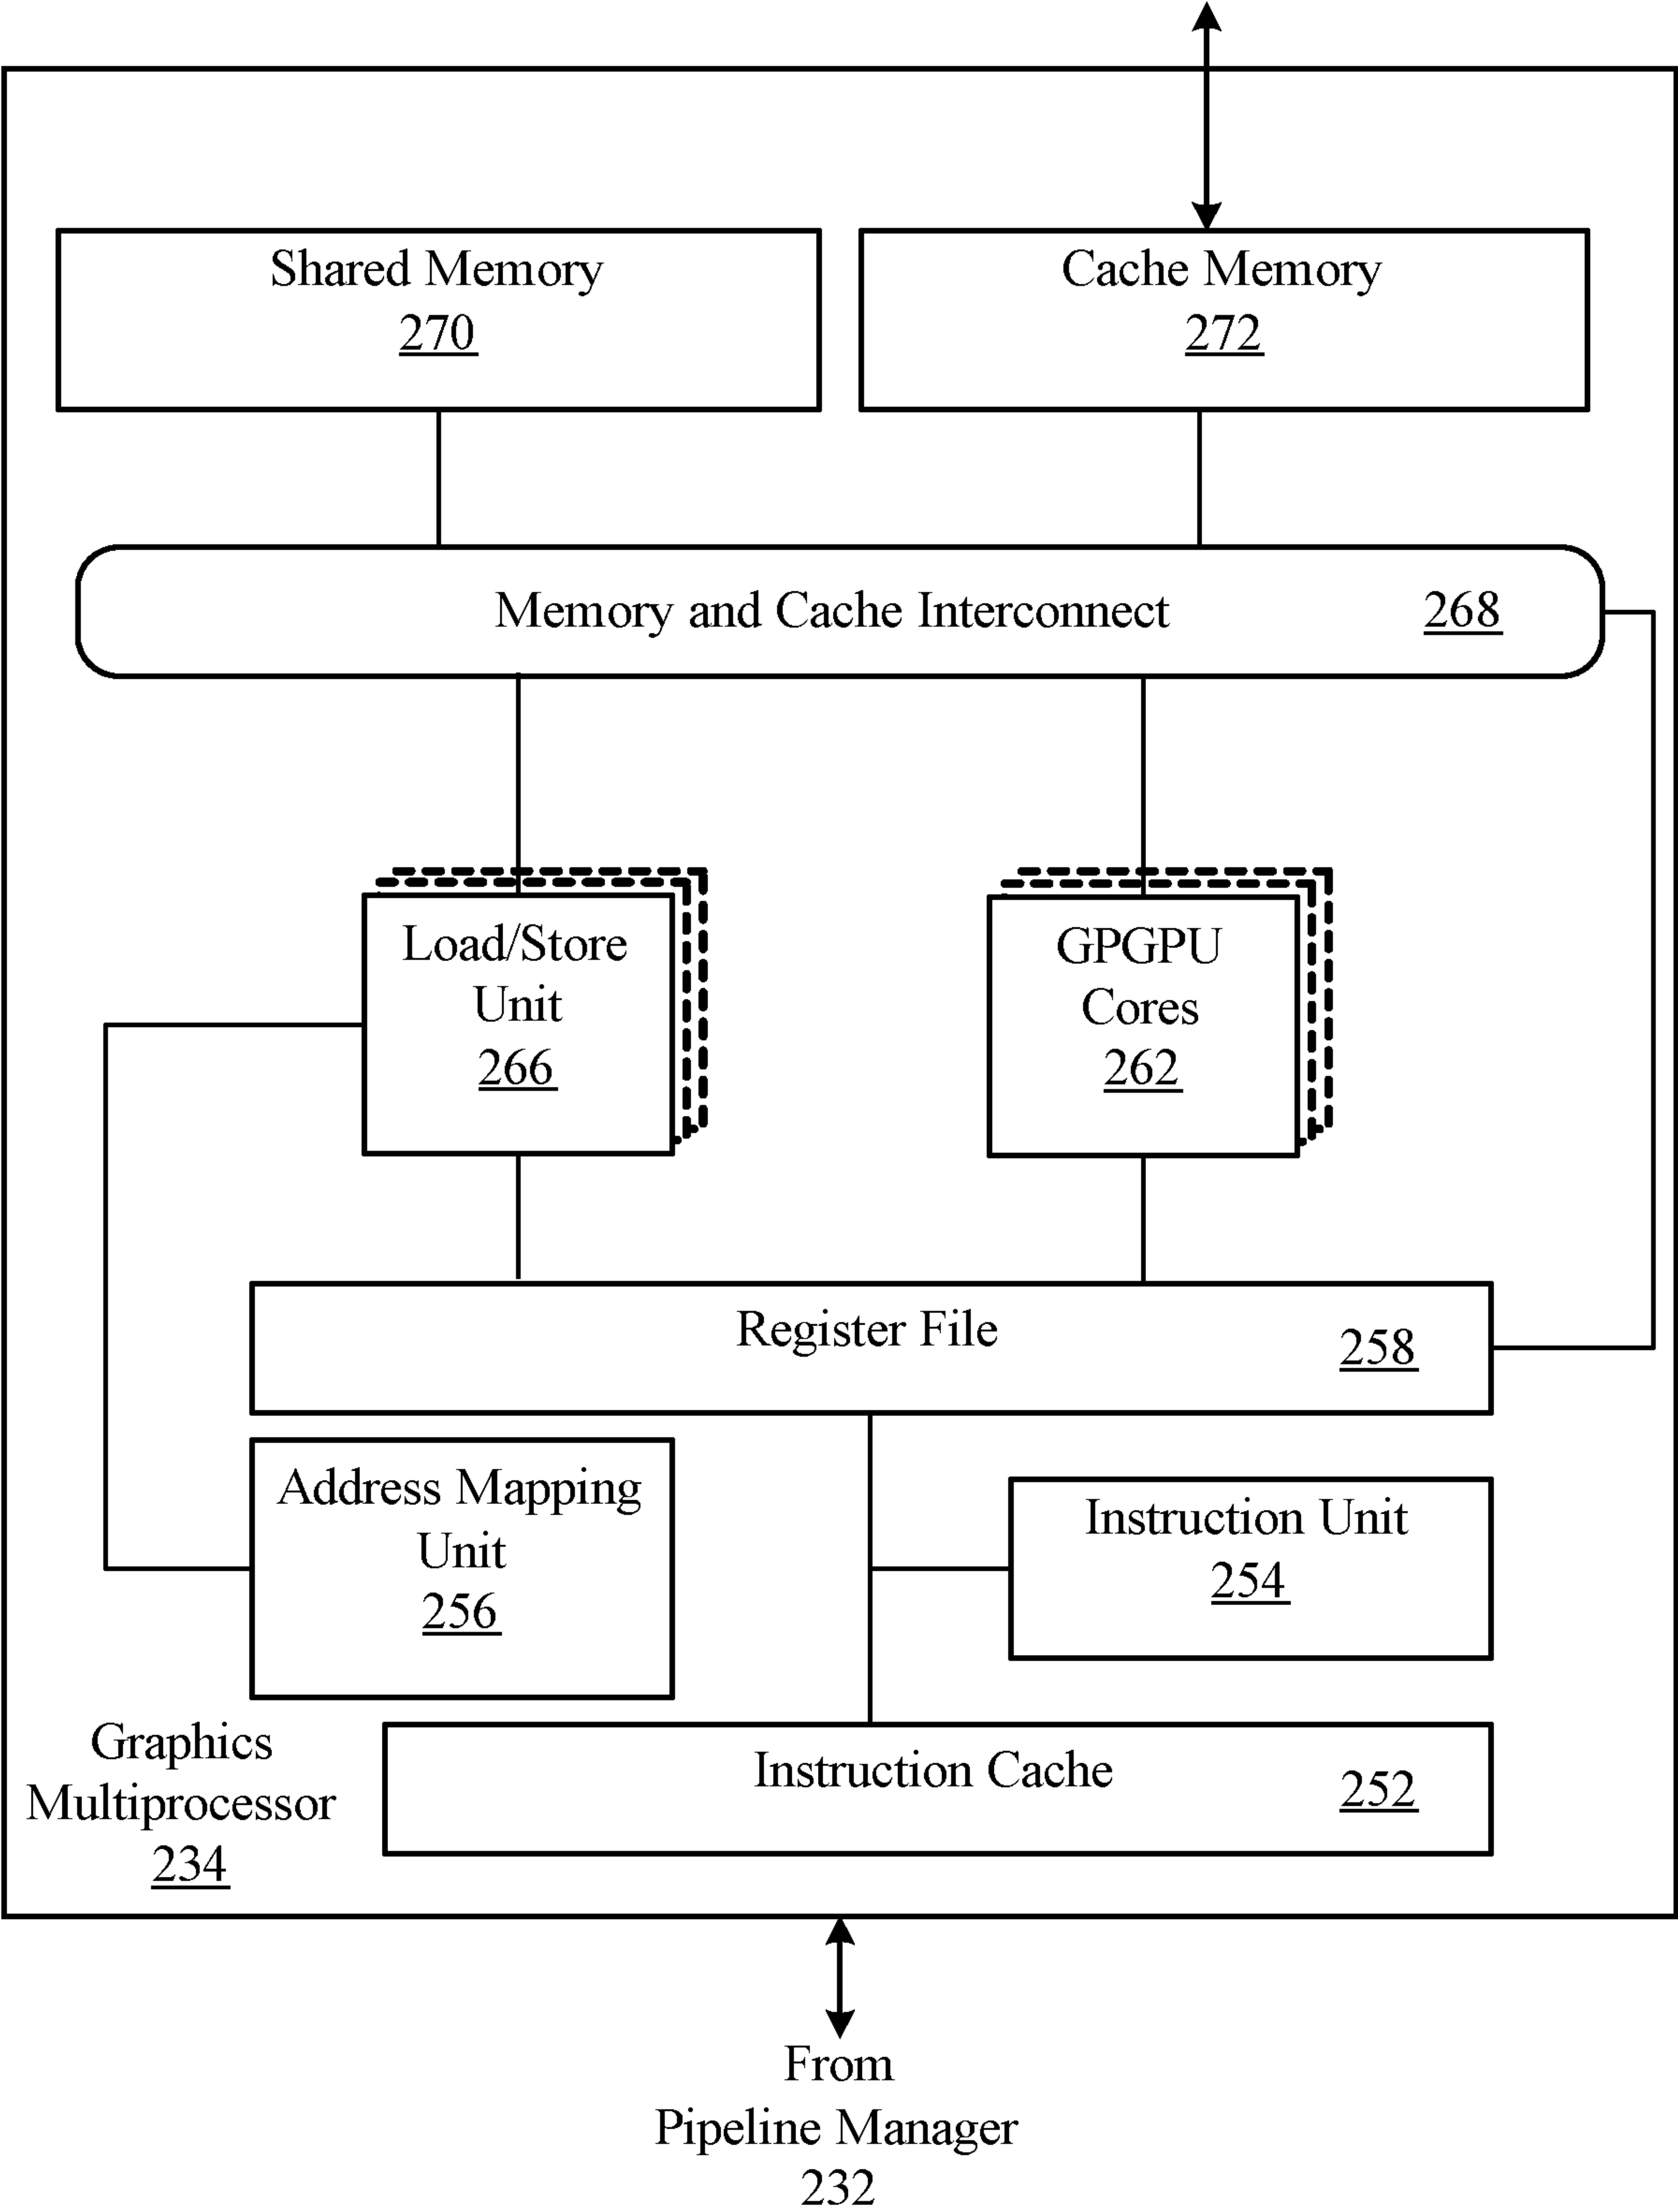 Shared Memory
270
Cache Memory
272
Memory and Cache Interconnect 268
Load/Store
Unit
266
GPGPU
Cores
262
Register File 258
Address Mapping
Unit
256
Instruction Unit
254
Graphics
Multiprocessor
234
Instruction Cache 252
From
Pipeline Manager
232